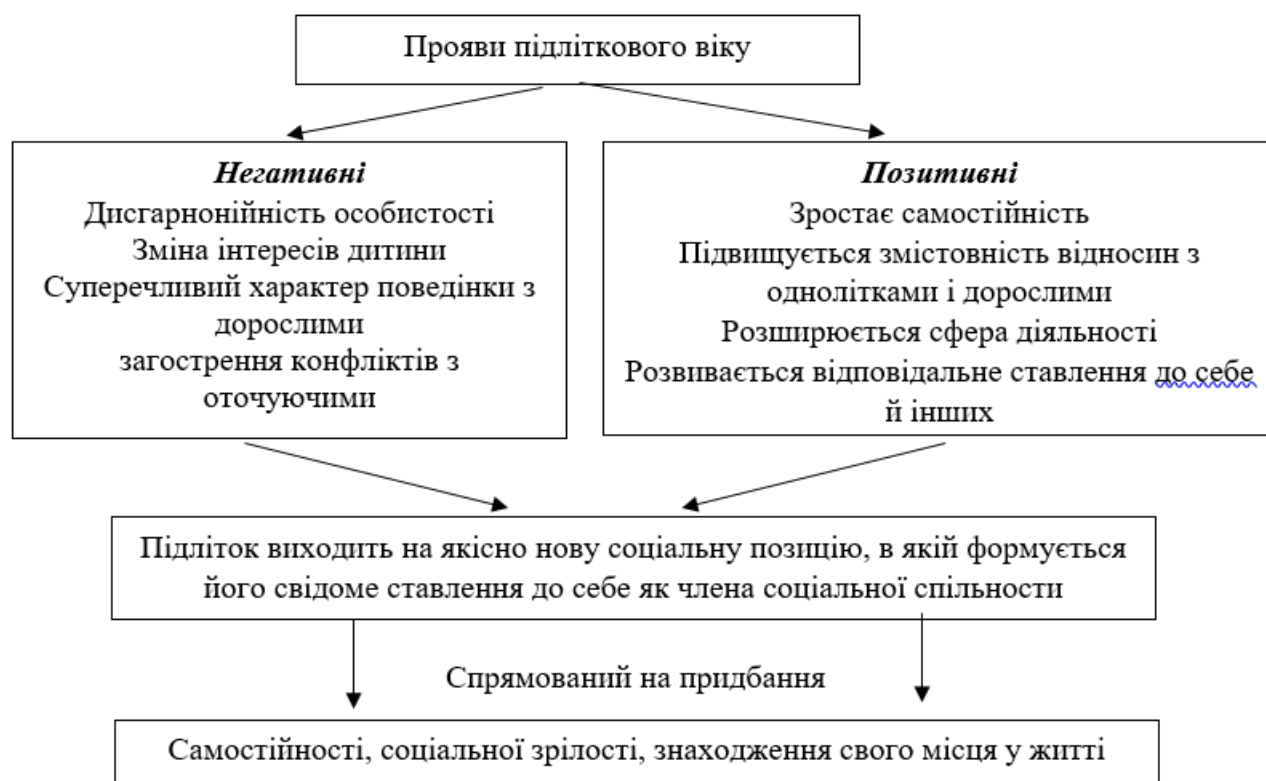 Прояви підліткового віку
Негативні
Дисгарнонійність особистості
Зміна інтересів дитини
Суперечливий характер поведінки з
дорослими
загострення конфліктів з
оточуючими
Позитивні
Зростає самостійність
Підвищується змістовність відносин з
однолітками і дорослими
Розширюється сфера діяльності
Розвивається відповідальне ставлення до себе
й інших
Підліток виходить на якісно нову соціальну позицію, в якій формується
його свідоме ставлення до себе як члена соціальної спільности
Спрямований на придбання
Самостійності, соціальної зрілості, знаходження свого місця у житті